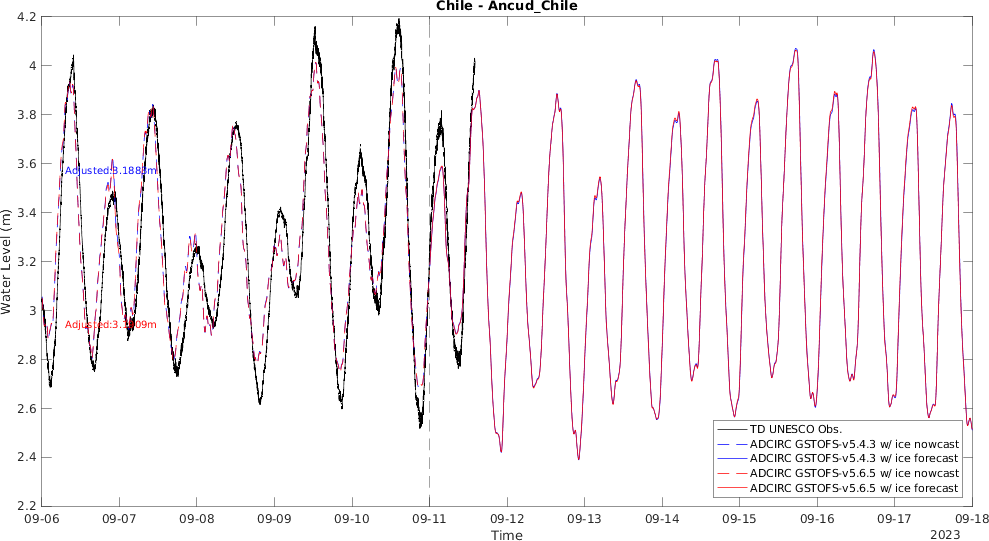 Chile - Ancud_Chile
Water Level (m)
4.2
4
3.8
3.6
3.4
3.2
3
2.8
2.6
2.4
2.2
Adjusted:3.1883m
09-06
09-07
09-08
09-09
09-10
09-11
09-12
09-13
09-14
09-15
09-16
09-17
09-18
Time
2023
TD UNESCO Obs.
ADCIRC GSTOFS-v5.4.3 w/ ice nowcast
ADCIRC GSTOFS-v5.4.3 w/ ice forecast
ADCIRC GSTOFS-v5.6.5 w/ ice nowcast
ADCIRC GSTOFS-v5.6.5 w/ ice forecast